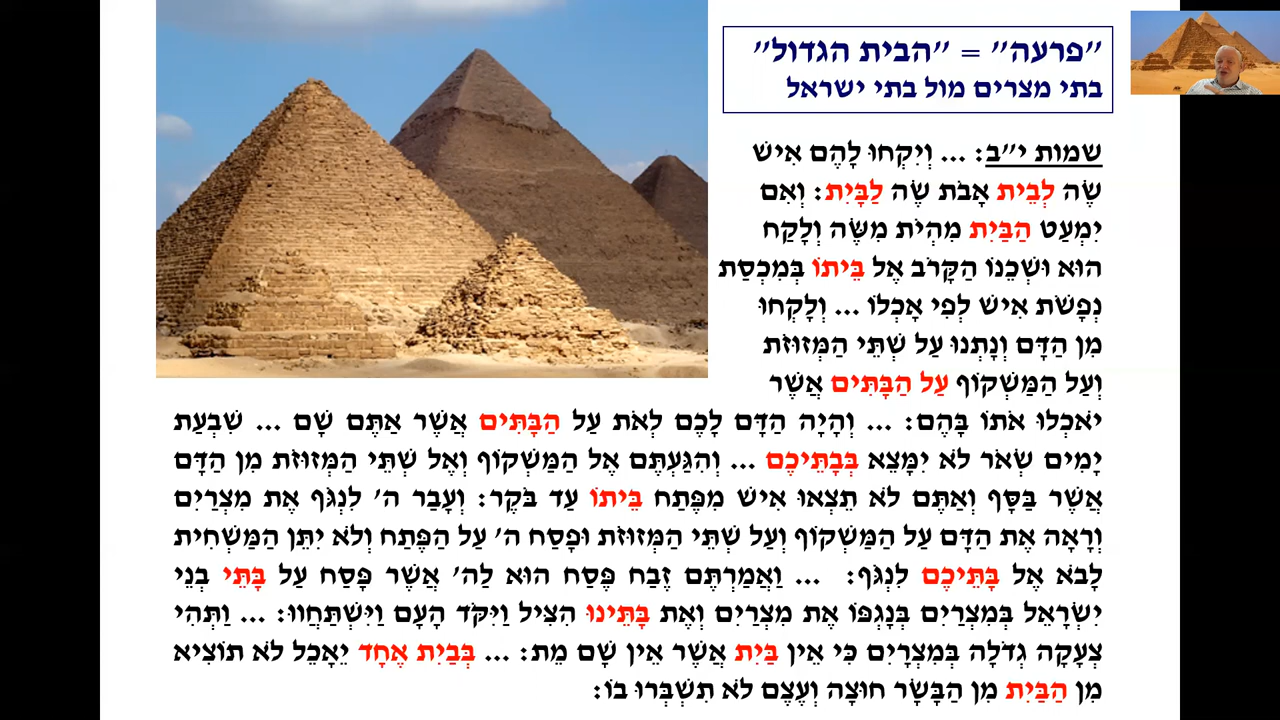 "פרעה" = "הבית הגדול"
בתי מצרים מול בתי ישראל
שמות י"ב: ... וְיִקְחוּ לָהֶם אִישׁ
שֶׂה לְבֵית אָבֹת שֶׂה לַבָּיִת: וְאִם
יִמְעַט הַבַּיִת מִהְיֹת מִשֶּׂה וְלָקַח
הוּא וּשְׁכֵנוֹ הַקָּרֹב אֶל בֵּיתוֹ בְּמִכְסַת
נְפָשֹׁת אִישׁ לְפִי אָכְלוֹ ... וְלָקְחוּ
מִן הַדָּם וְנָתְנוּ עַל שְׁתֵּי הַמְּזוּזֹת
וְעַל הַמַּשְׁקוֹף עַל הַבָּתִּים אֲשֶׁר
יֹאכְלוּ אֹתוֹ בָּהֶם: ... וְהָיָה הַדָּם לָכֶם לְאֹת עַל הַבָּתִּים אֲשֶׁר אַתֶּם שָׁם ... שִׁבְעַת
יָמִים שְׂאֹר לֹא יִמָּצֵא בְּבָתֵּיכֶם ... וְהִגַּעְתֶּם אֶל הַמַּשְׁקוֹף וְאֶל שְׁתֵּי הַמְּזוּזֹת מִן הַדָּם
אֲשֶׁר בַּסָּף וְאַתֶּם לֹא תֵצְאוּ אִישׁ מִפֶּתַח בֵּיתוֹ עַד בֹּקֶר: וְעָבַר ה' לִנְגֹּף אֶת מִצְרַיִם
וְרָאָה אֶת הַדָּם עַל הַמַּשְׁקוֹף וְעַל שְׁתֵּי הַמְּזוּזֹת וּפָסַח ה' עַל הַפֶּתַח וְלֹא יִתֵּן הַמַּשְׁחִית
לָבֹא אֶל בָּתֵּיכֶם לִנְגֹּף: ... וַאֲמַרְתֶּם זֶבַח פֶּסַח הוּא לַה' אֲשֶׁר פָּסַח עַל בָּתֵּי בְנֵי
יִשְׂרָאֵל בְּמִצְרַיִם בְּנָגְפּוֹ אֶת מִצְרַיִם וְאֶת בָּתֵּינוּ הִצִּיל וַיִּקֹּד הָעָם וַיִּשְׁתַּחֲווּ: ... וַתְּהִי
צְעָקָה גְדֹלָה בְּמִצְרָיִם כִּי אֵין בַּיִת אֲשֶׁר אֵין שָׁם מֵת: ... בְּבַיִת אֶחָד יֵאָכֵל לֹא תוֹצִיא
מִן הַבַּיִת מִן הַבָּשָׂר חוּצָה וְעֶצֶם לֹא תִשְׁבְּרוּ בוֹ: